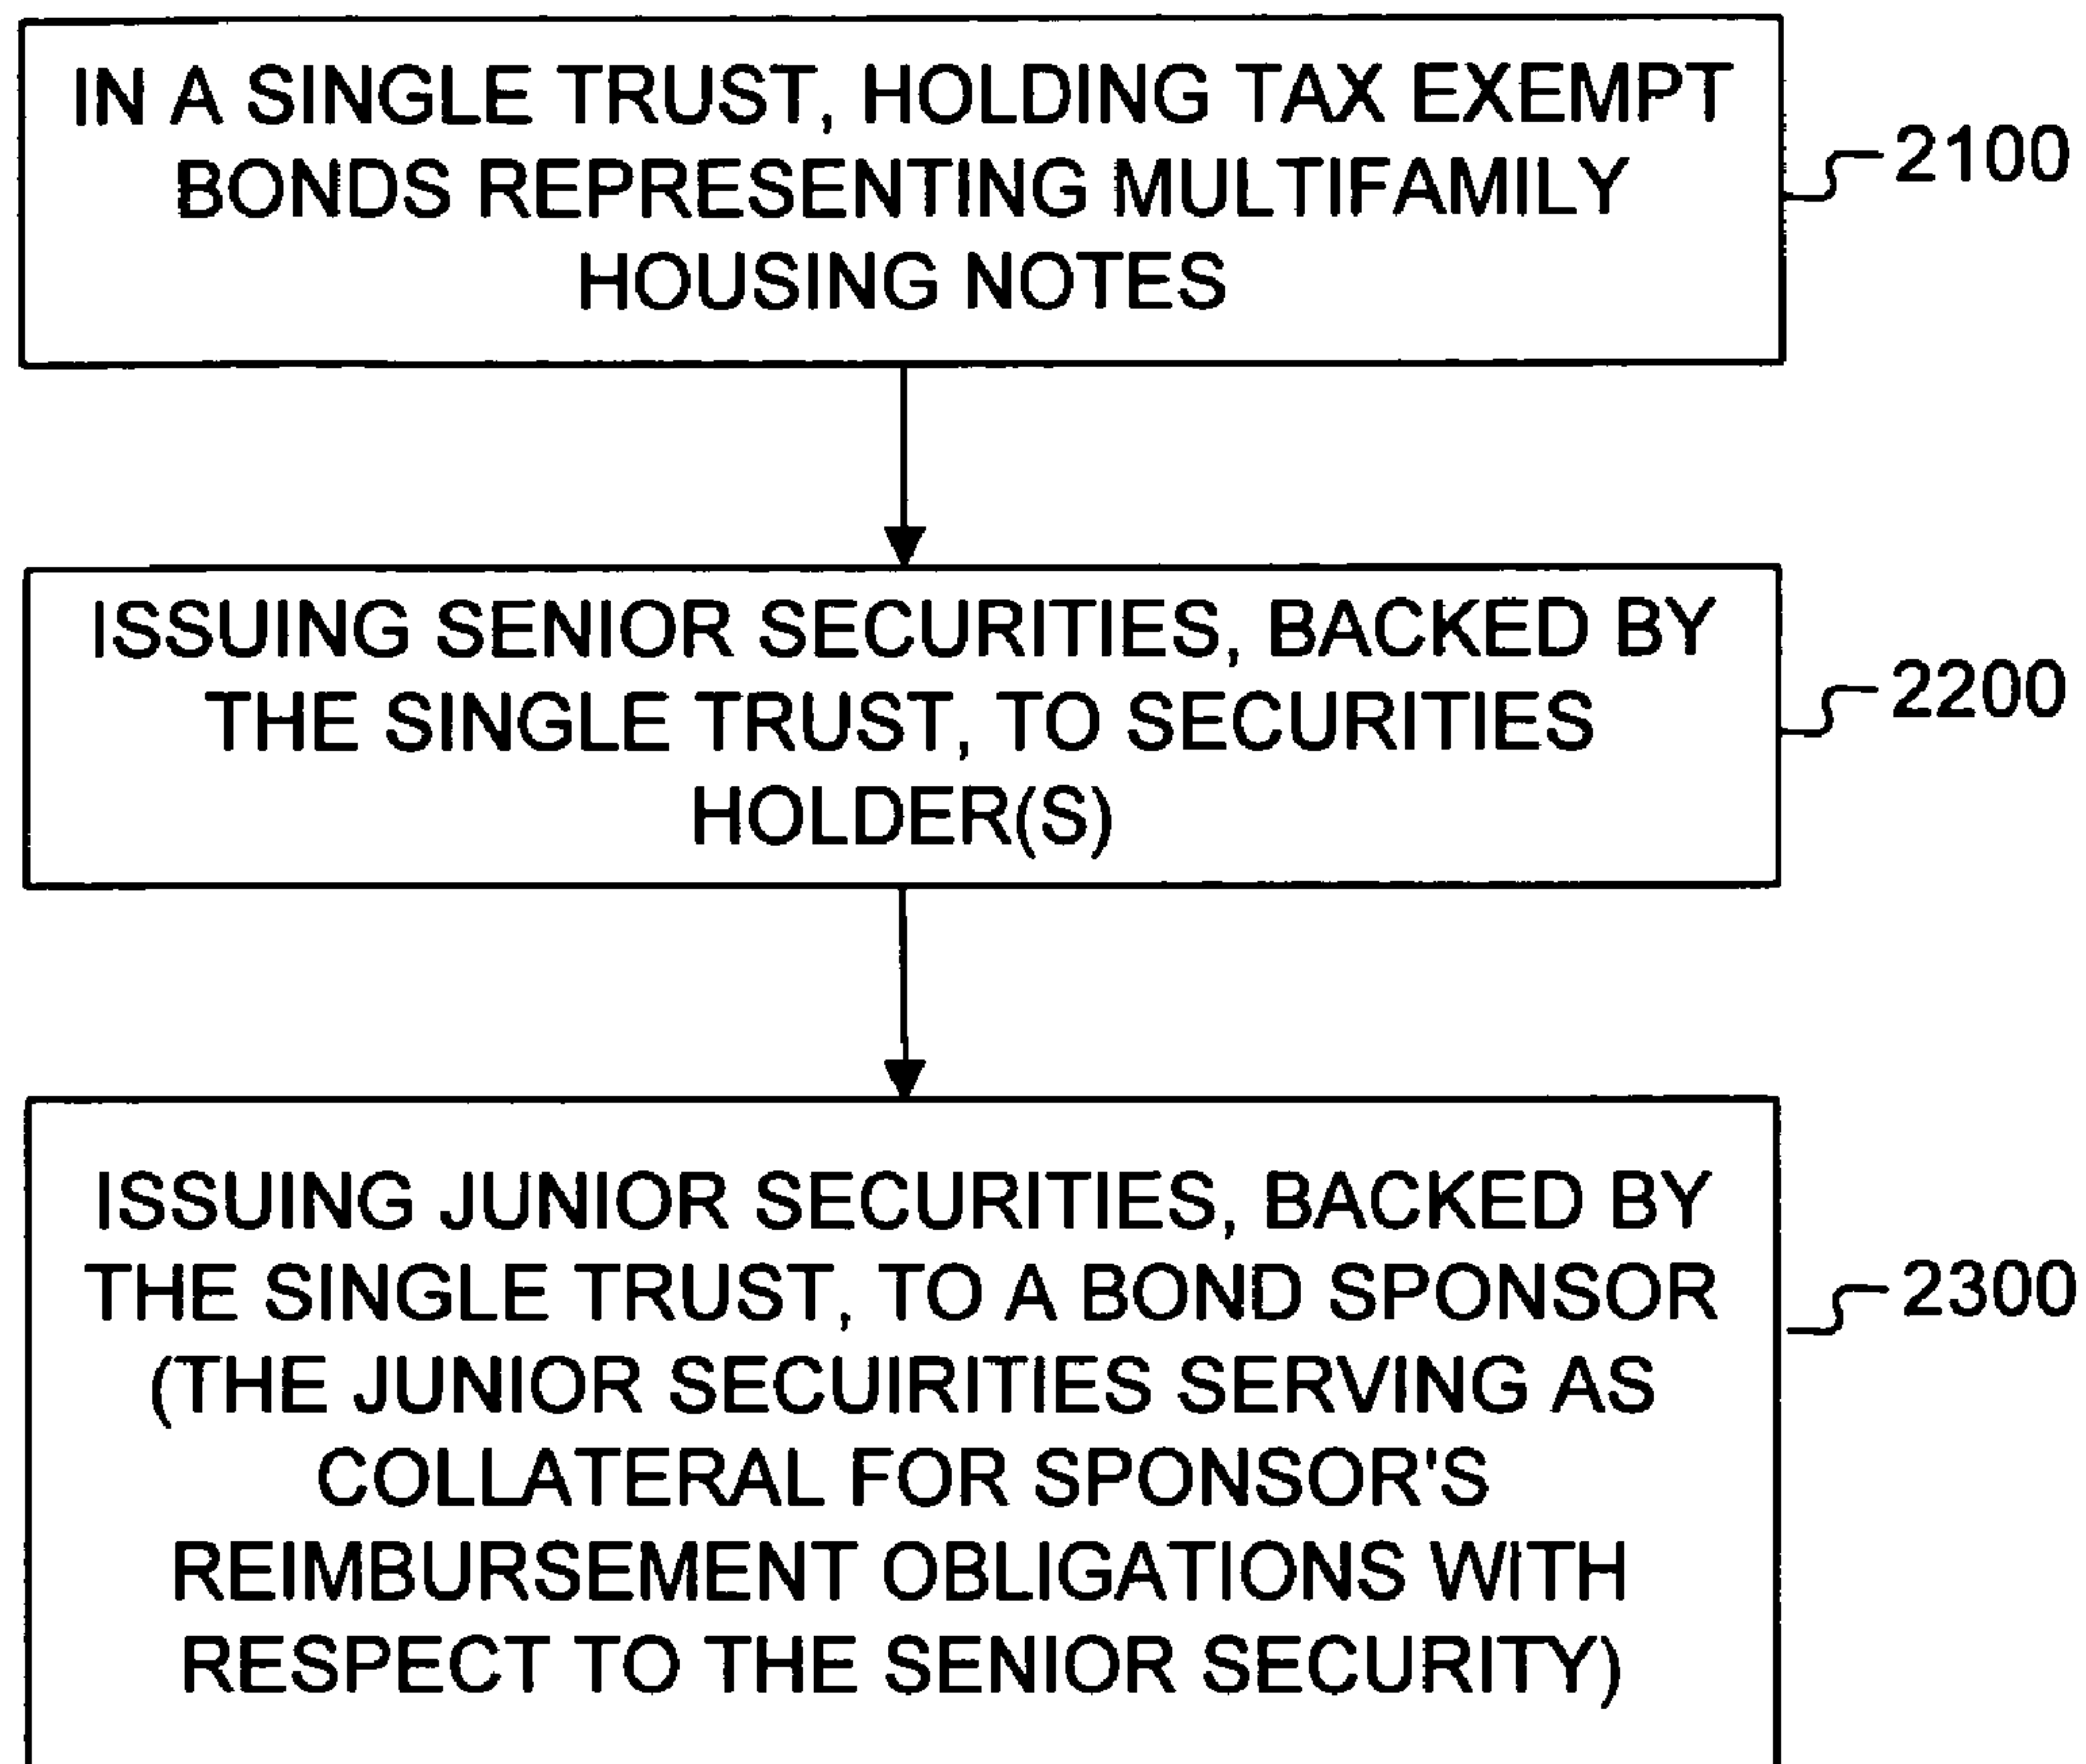 IN A SINGLE TRUST, HOLDING TAX EXEMPT
BONDS REPRESENTING MULTIFAMILY
HOUSING NOTES
2100
ISSUING SENIOR SECURITIES, BACKED BY
THE SINGLE TRUST, TO SECURITIES
HOLDER(S)
2200
ISSUING JUNIOR SECURITIES, BACKED BY
THE SINGLE TRUST, TO A BOND SPONSOR
(THE JUNIOR SECUIRITIES SERVING AS
COLLATERAL FOR SPONSOR'S
REIMBURSEMENT OBLIGATIONS WITH
RESPECT TO THE SENIOR SECURITY)
2300